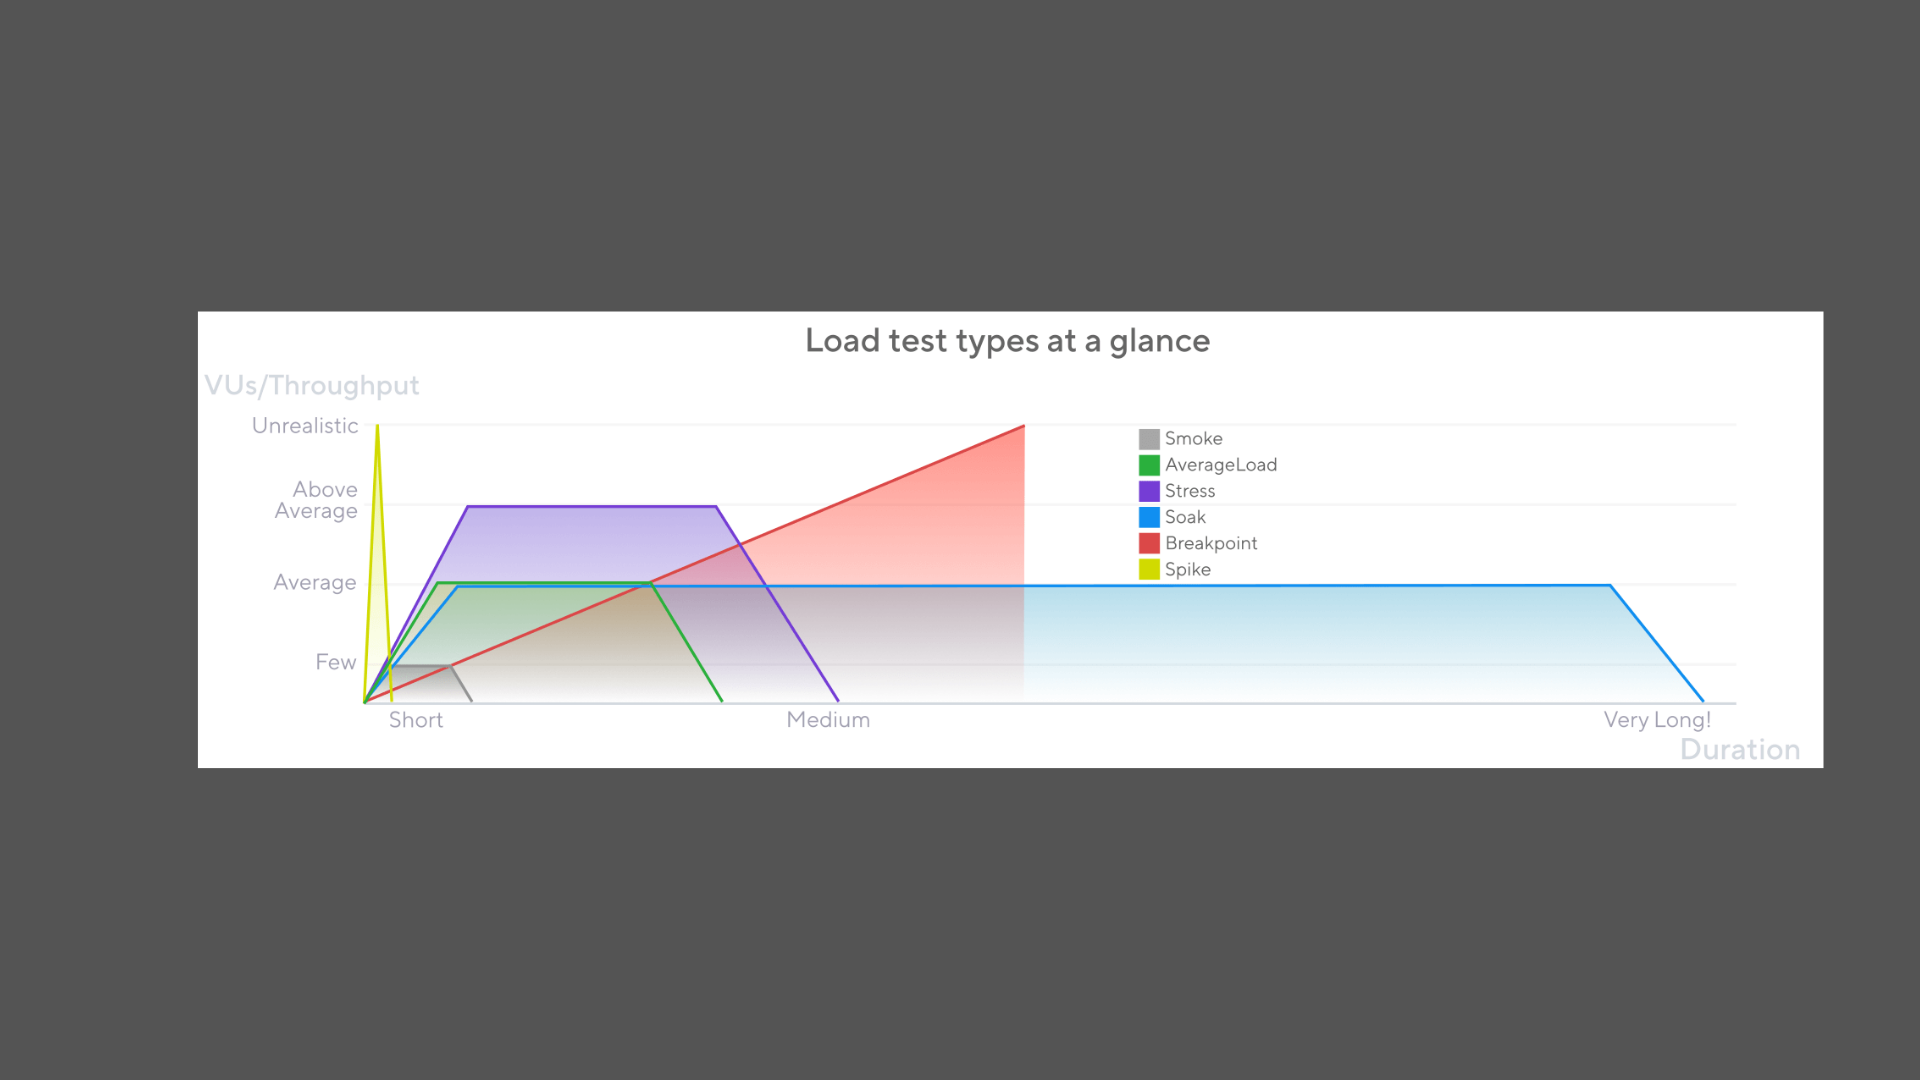 Load test types at a glance
VUs/Throughput
Unrealistic
Above
Average
Average
Few
Smoke
AverageLoad
Stress
Soak
Breakpoint
Spike
Short
Medium
Very Long!
Duration